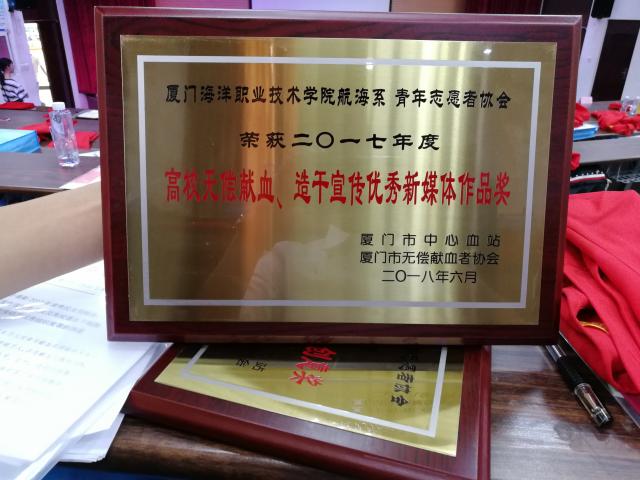 厦门海洋职业技术学院航海系 青年志愿者协会
荣获二〇一七年度
高校无偿献血、造干宣传优秀新媒体作品奖
厦门市中心血站
厦门市无偿献血者协会
二〇一八年六月
创意奖